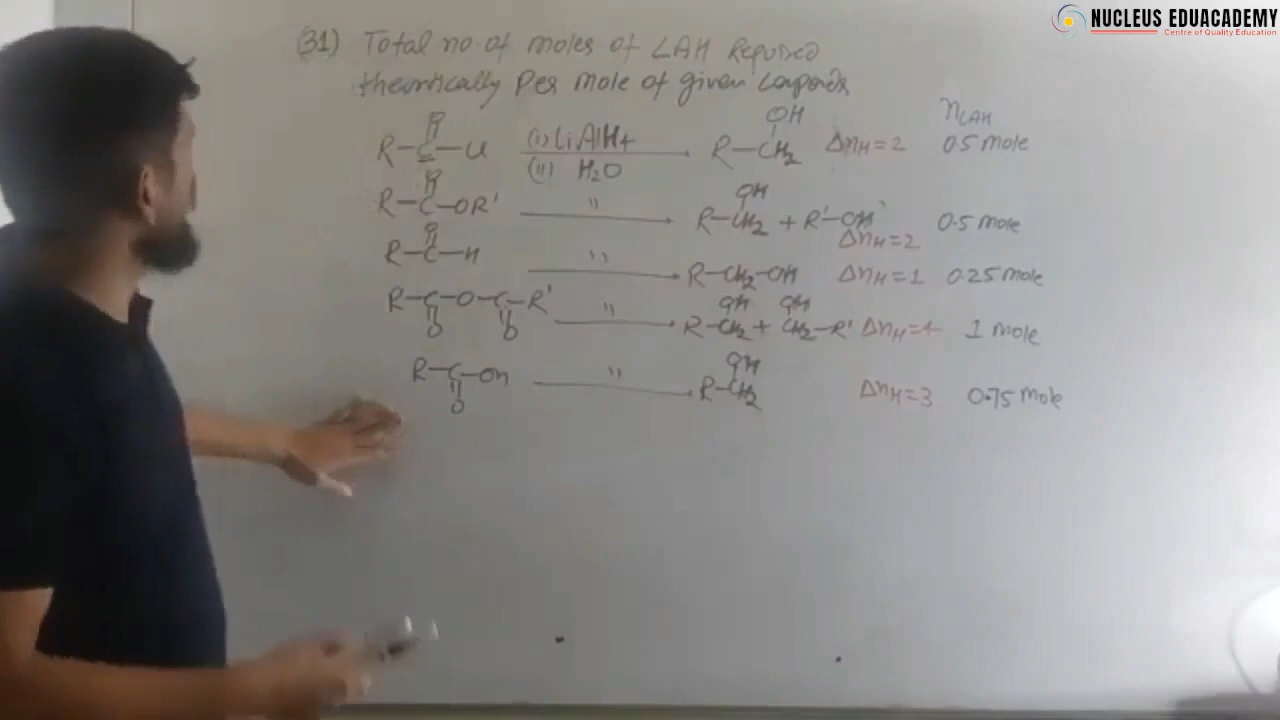 NUCLEUS EDUACADEMY
Centre of Quality Education
(31) Total no of moles of LAH Required
theoritically Per mole of given
nLAH
R-C(=O)-Cl (i) LiAlH4 (ii) H2O R-CH2-OH ΔnH=2 0.5 mole
R-C(=O)-OR' " R-CH2-OH + R'-OH ΔnH=2 0.5 mole
R-C(=O)-H " R-CH2-OH ΔnH=1 0.25 mole
R-C(=O)-O-C(=O)-R' " R-CH2-OH + OH-CH2-R' ΔnH=4 1 mole
R-C(=O)-OH " R-CH2-OH ΔnH=3 0.75 mole